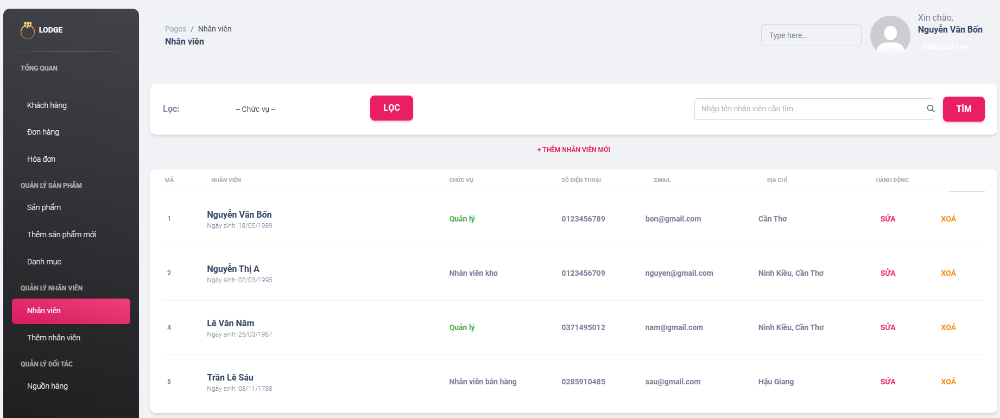 LODGE
TỔNG QUAN
Khách hàng
Đơn hàng
Hóa đơn
QUẢN LÝ SẢN PHẨM
Sản phẩm
Thêm sản phẩm mới
Danh mục
QUẢN LÝ NHÂN VIÊN
Nhân viên
Thêm nhân viên
QUẢN LÝ ĐỐI TÁC
Nguồn hàng
Pages / Nhân viên
Nhân viên
Type here...
Xin chào,
Nguyễn Văn Bốn
ĐĂNG XUẤT
Lọc: -- Chức vụ -- LỌC Nhập tên nhân viên cần tìm.. TÌM
+ THÊM NHÂN VIÊN MỚI
MÃ NHÂN VIÊN CHỨC VỤ SỐ ĐIỆN THOẠI EMAIL ĐỊA CHỈ HÀNH ĐỘNG
1 Nguyễn Văn Bốn Quản lý 0123456789 bon@gmail.com Cần Thơ SỬA XOÁ
Ngày sinh: 18/05/1989
2 Nguyễn Thị A Nhân viên kho 0123456709 nguyen@gmail.com Ninh Kiều, Cần Thơ SỬA XOÁ
Ngày sinh: 02/03/1995
4 Lê Văn Năm Quản lý 0371495012 nam@gmail.com Ninh Kiều, Cần Thơ SỬA XOÁ
Ngày sinh: 25/03/1987
5 Trần Lê Sáu Nhân viên bán hàng 0285910485 sau@gmail.com Hậu Giang SỬA XOÁ
Ngày sinh: 03/11/1788